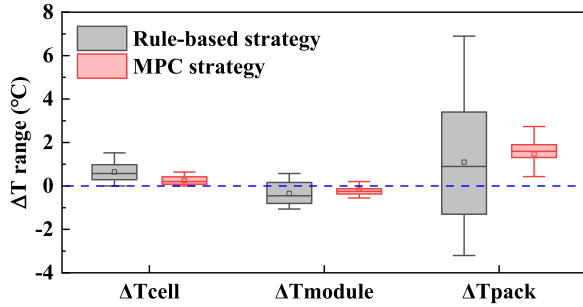 Rule-based strategy
MPC strategy
ΔT range (°C)
8
6
4
2
0
-2
-4
ΔTcell
ΔTmodule
ΔTpack